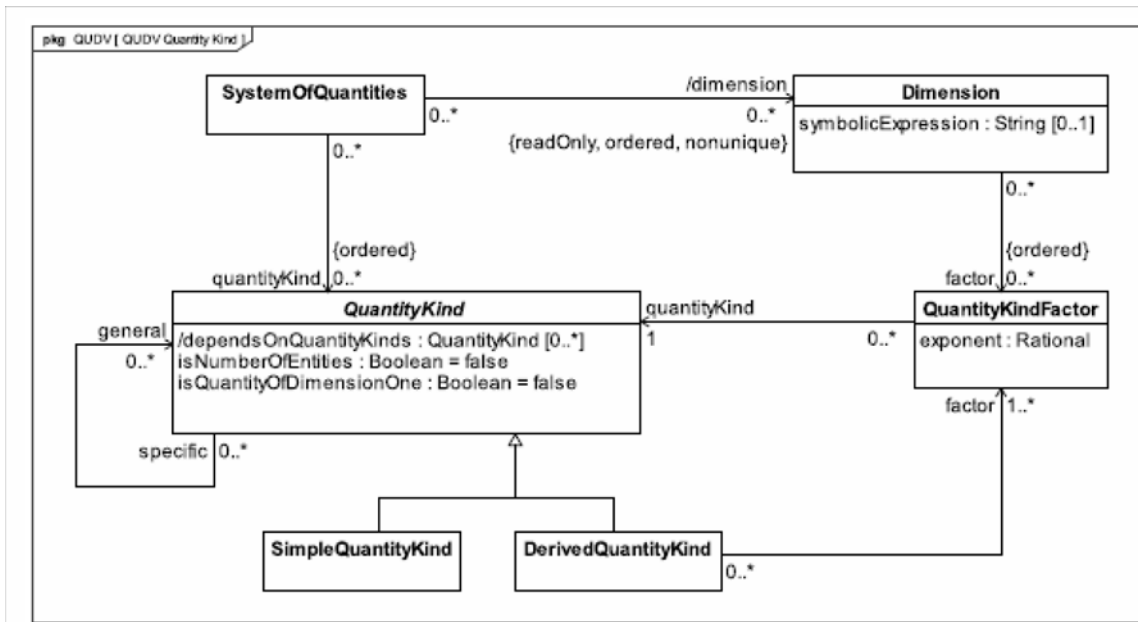 pkg QUDV [ QUDV Quantity Kind ]
SystemOfQuantities
/dimension
0..*
0..*
{readOnly, ordered, nonunique}
Dimension
symbolicExpression : String [0..1]
0..*
0..*
{ordered}
quantityKind
0..*
{ordered}
factor
0..*
QuantityKind
/dependsOnQuantityKinds : QuantityKind [0..*]
isNumberOfEntities : Boolean = false
isQuantityOfDimensionOne : Boolean = false
general
0..*
specific
0..*
quantityKind
1
0..*
QuantityKindFactor
exponent : Rational
factor
1..*
SimpleQuantityKind
DerivedQuantityKind
0..*